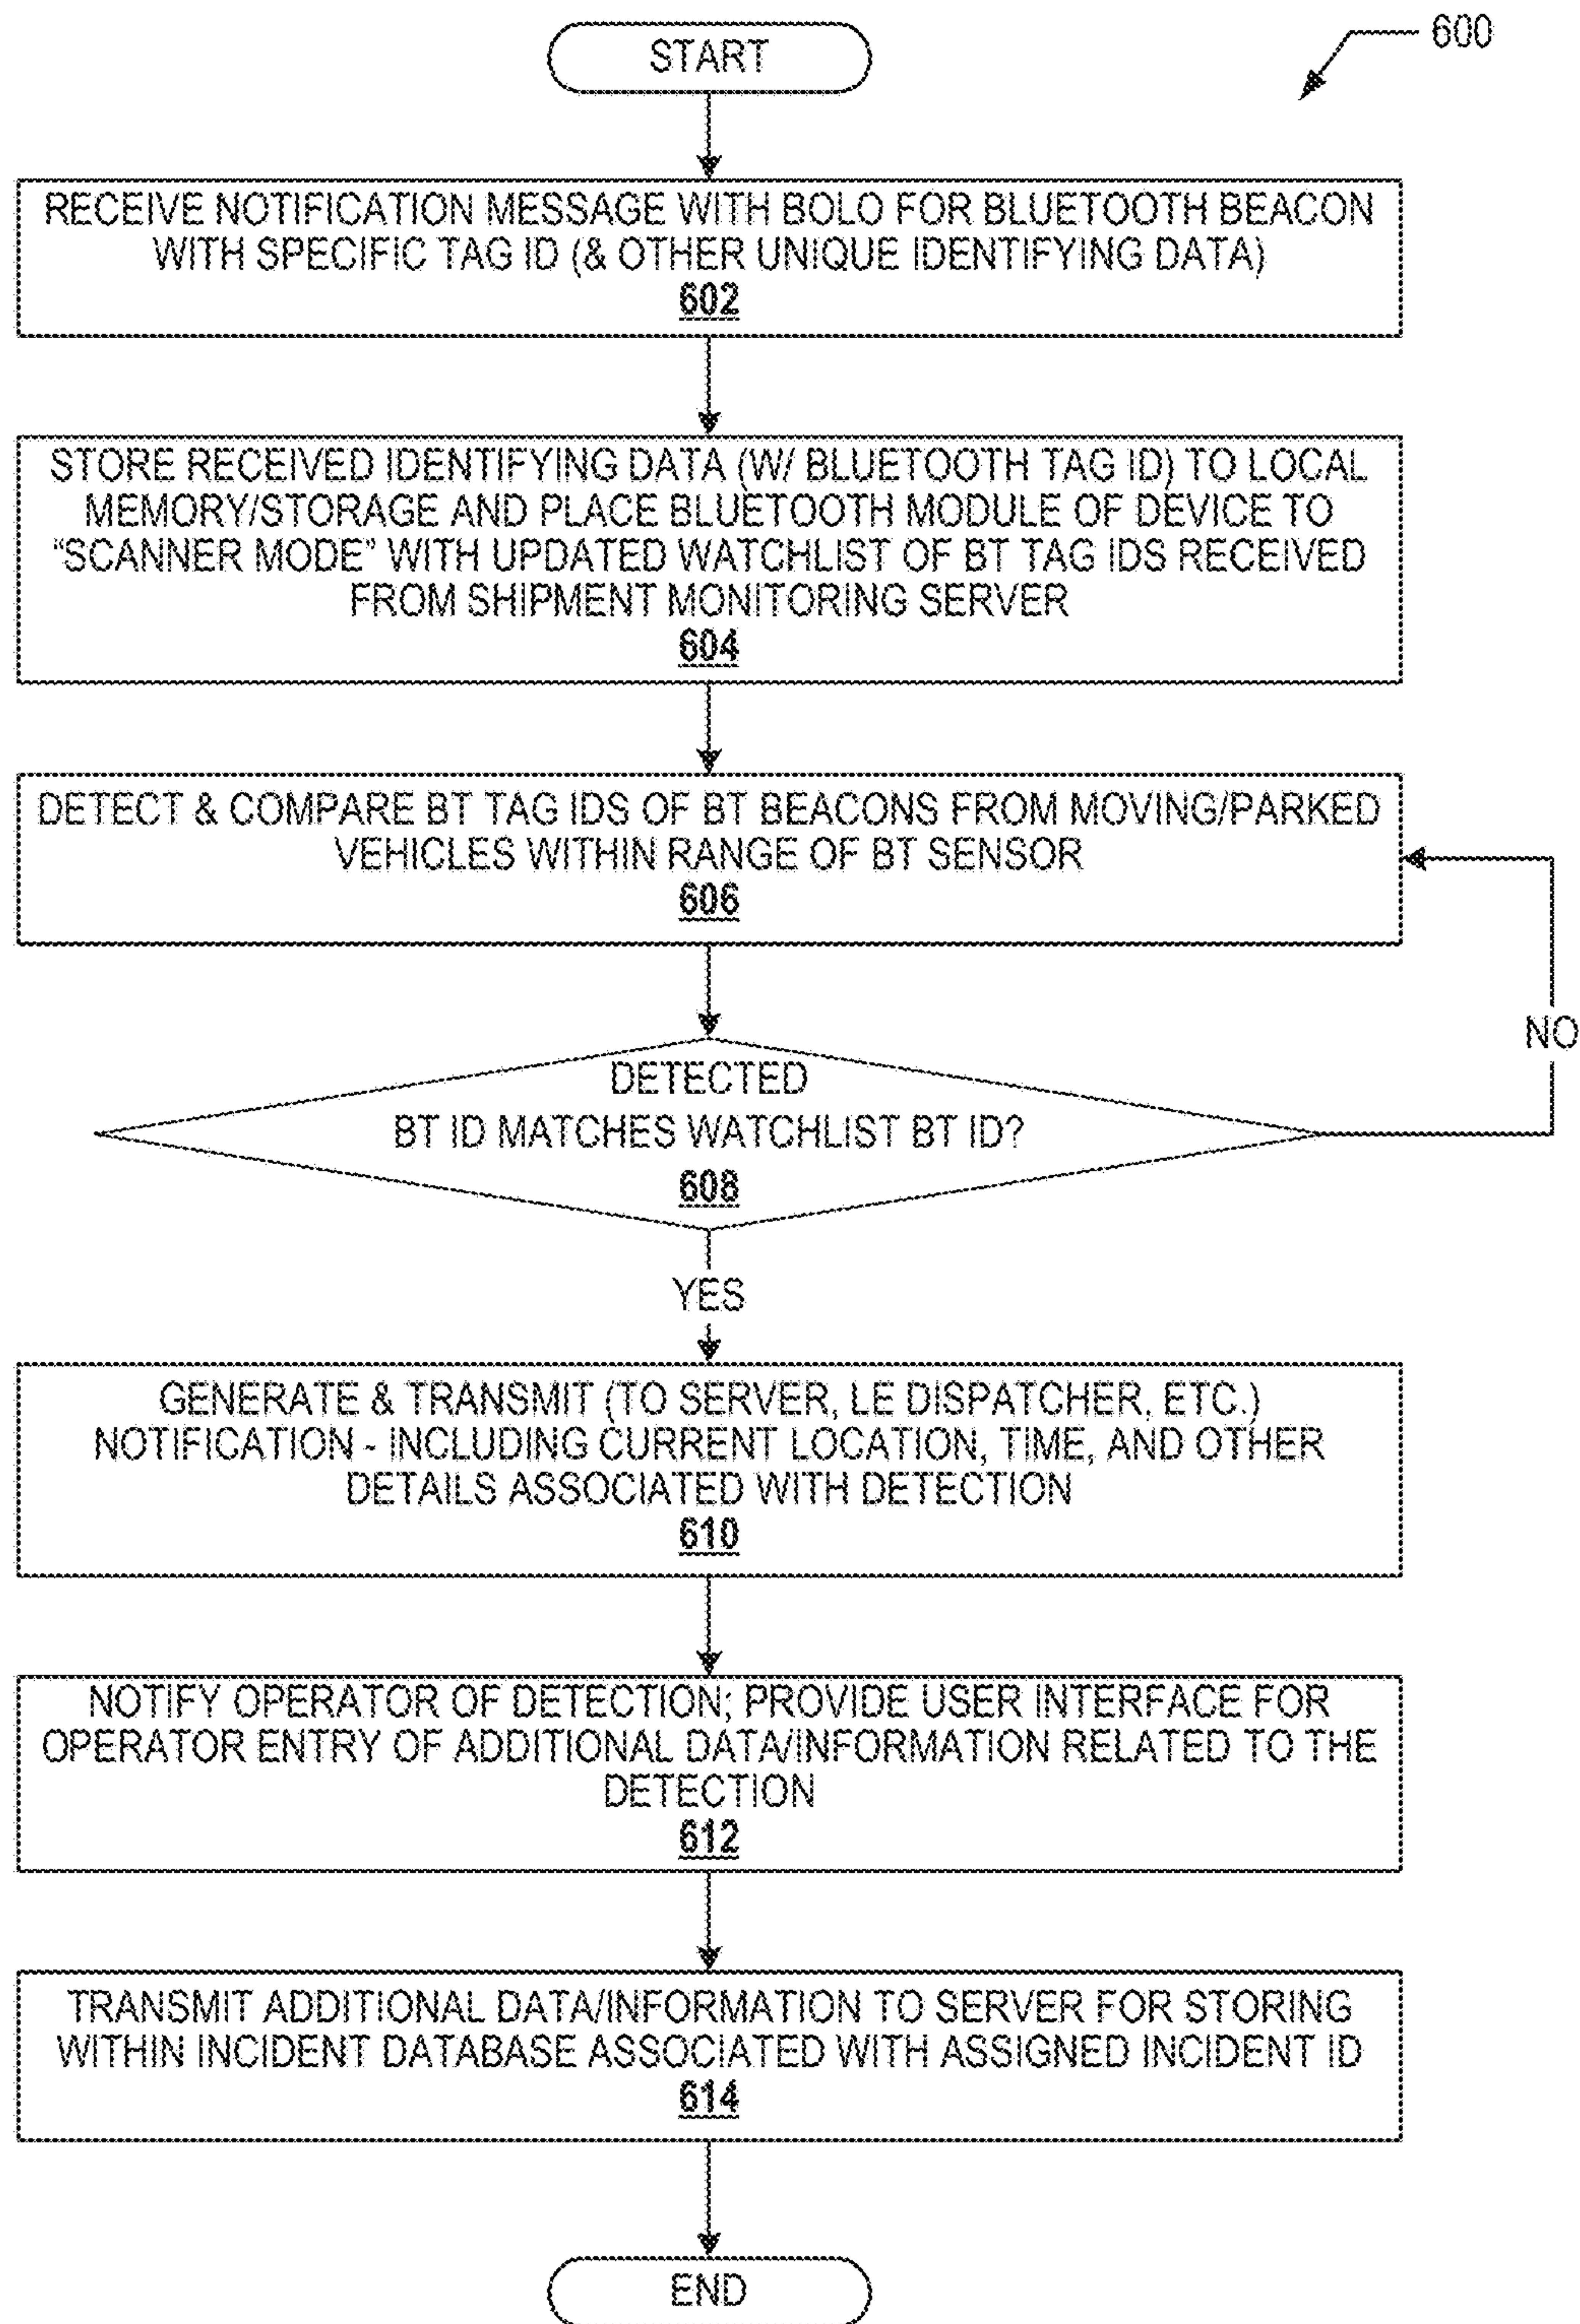 START
600
RECEIVE NOTIFICATION MESSAGE WITH BOLO FOR BLUETOOTH BEACON
WITH SPECIFIC TAG ID (& OTHER UNIQUE IDENTIFYING DATA)
602
STORE RECEIVED IDENTIFYING DATA (W/ BLUETOOTH TAG ID) TO LOCAL
MEMORY/STORAGE AND PLACE BLUETOOTH MODULE OF DEVICE TO
“SCANNER MODE” WITH UPDATED WATCHLIST OF BT TAG IDS RECEIVED
FROM SHIPMENT MONITORING SERVER
604
DETECT & COMPARE BT TAG IDS OF BT BEACONS FROM MOVING/PARKED
VEHICLES WITHIN RANGE OF BT SENSOR
606
NO
DETECTED
BT ID MATCHES WATCHLIST BT ID?
608
YES
GENERATE & TRANSMIT (TO SERVER, LE DISPATCHER, ETC.)
NOTIFICATION - INCLUDING CURRENT LOCATION, TIME, AND OTHER
DETAILS ASSOCIATED WITH DETECTION
610
NOTIFY OPERATOR OF DETECTION; PROVIDE USER INTERFACE FOR
OPERATOR ENTRY OF ADDITIONAL DATA/INFORMATION RELATED TO THE
DETECTION
612
TRANSMIT ADDITIONAL DATA/INFORMATION TO SERVER FOR STORING
WITHIN INCIDENT DATABASE ASSOCIATED WITH ASSIGNED INCIDENT ID
614
END